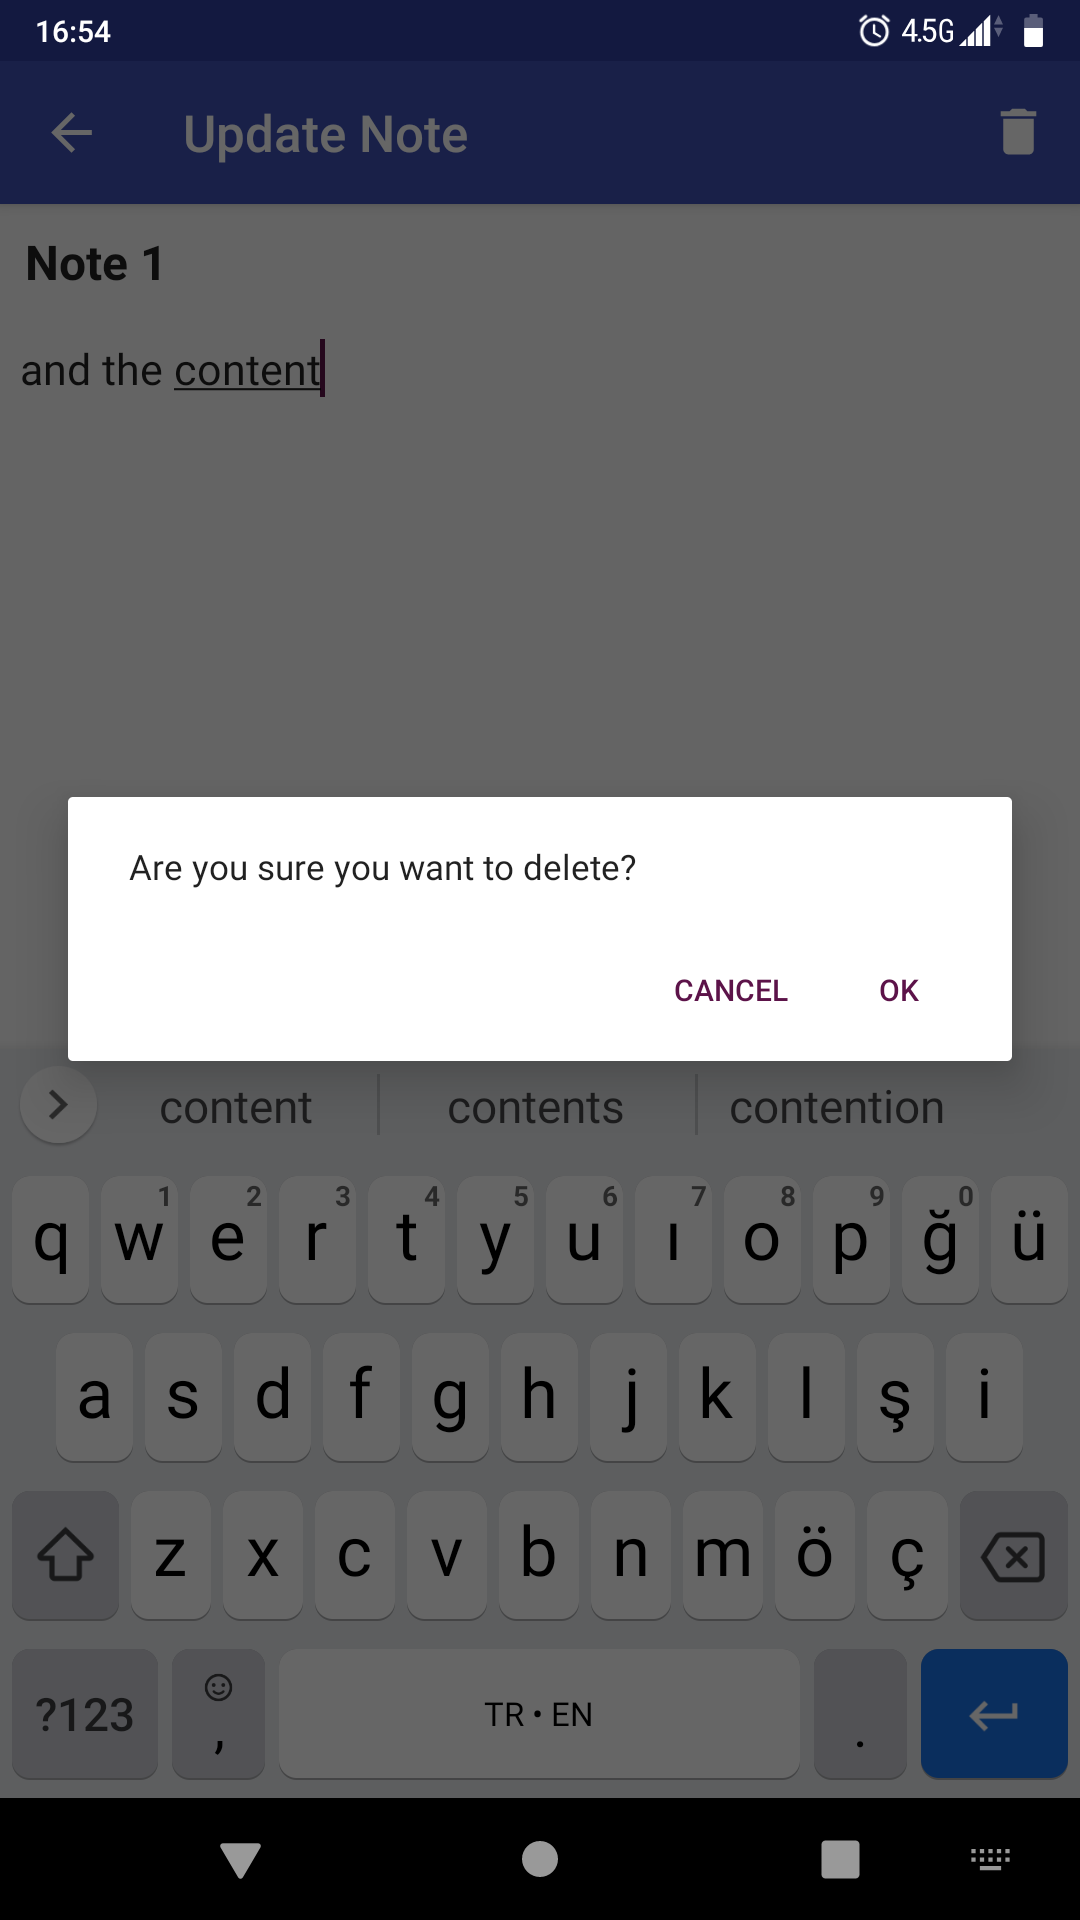 16:54 4.5G
Update Note
Note 1
and the content
Are you sure you want to delete?
CANCEL OK
content contents contention
1 2 3 4 5 6 7 8 9 0
q w e r t y u ı o p ğ ü
a s d f g h j k l ş i
z x c v b n m ö ç
?123 , TR • EN .